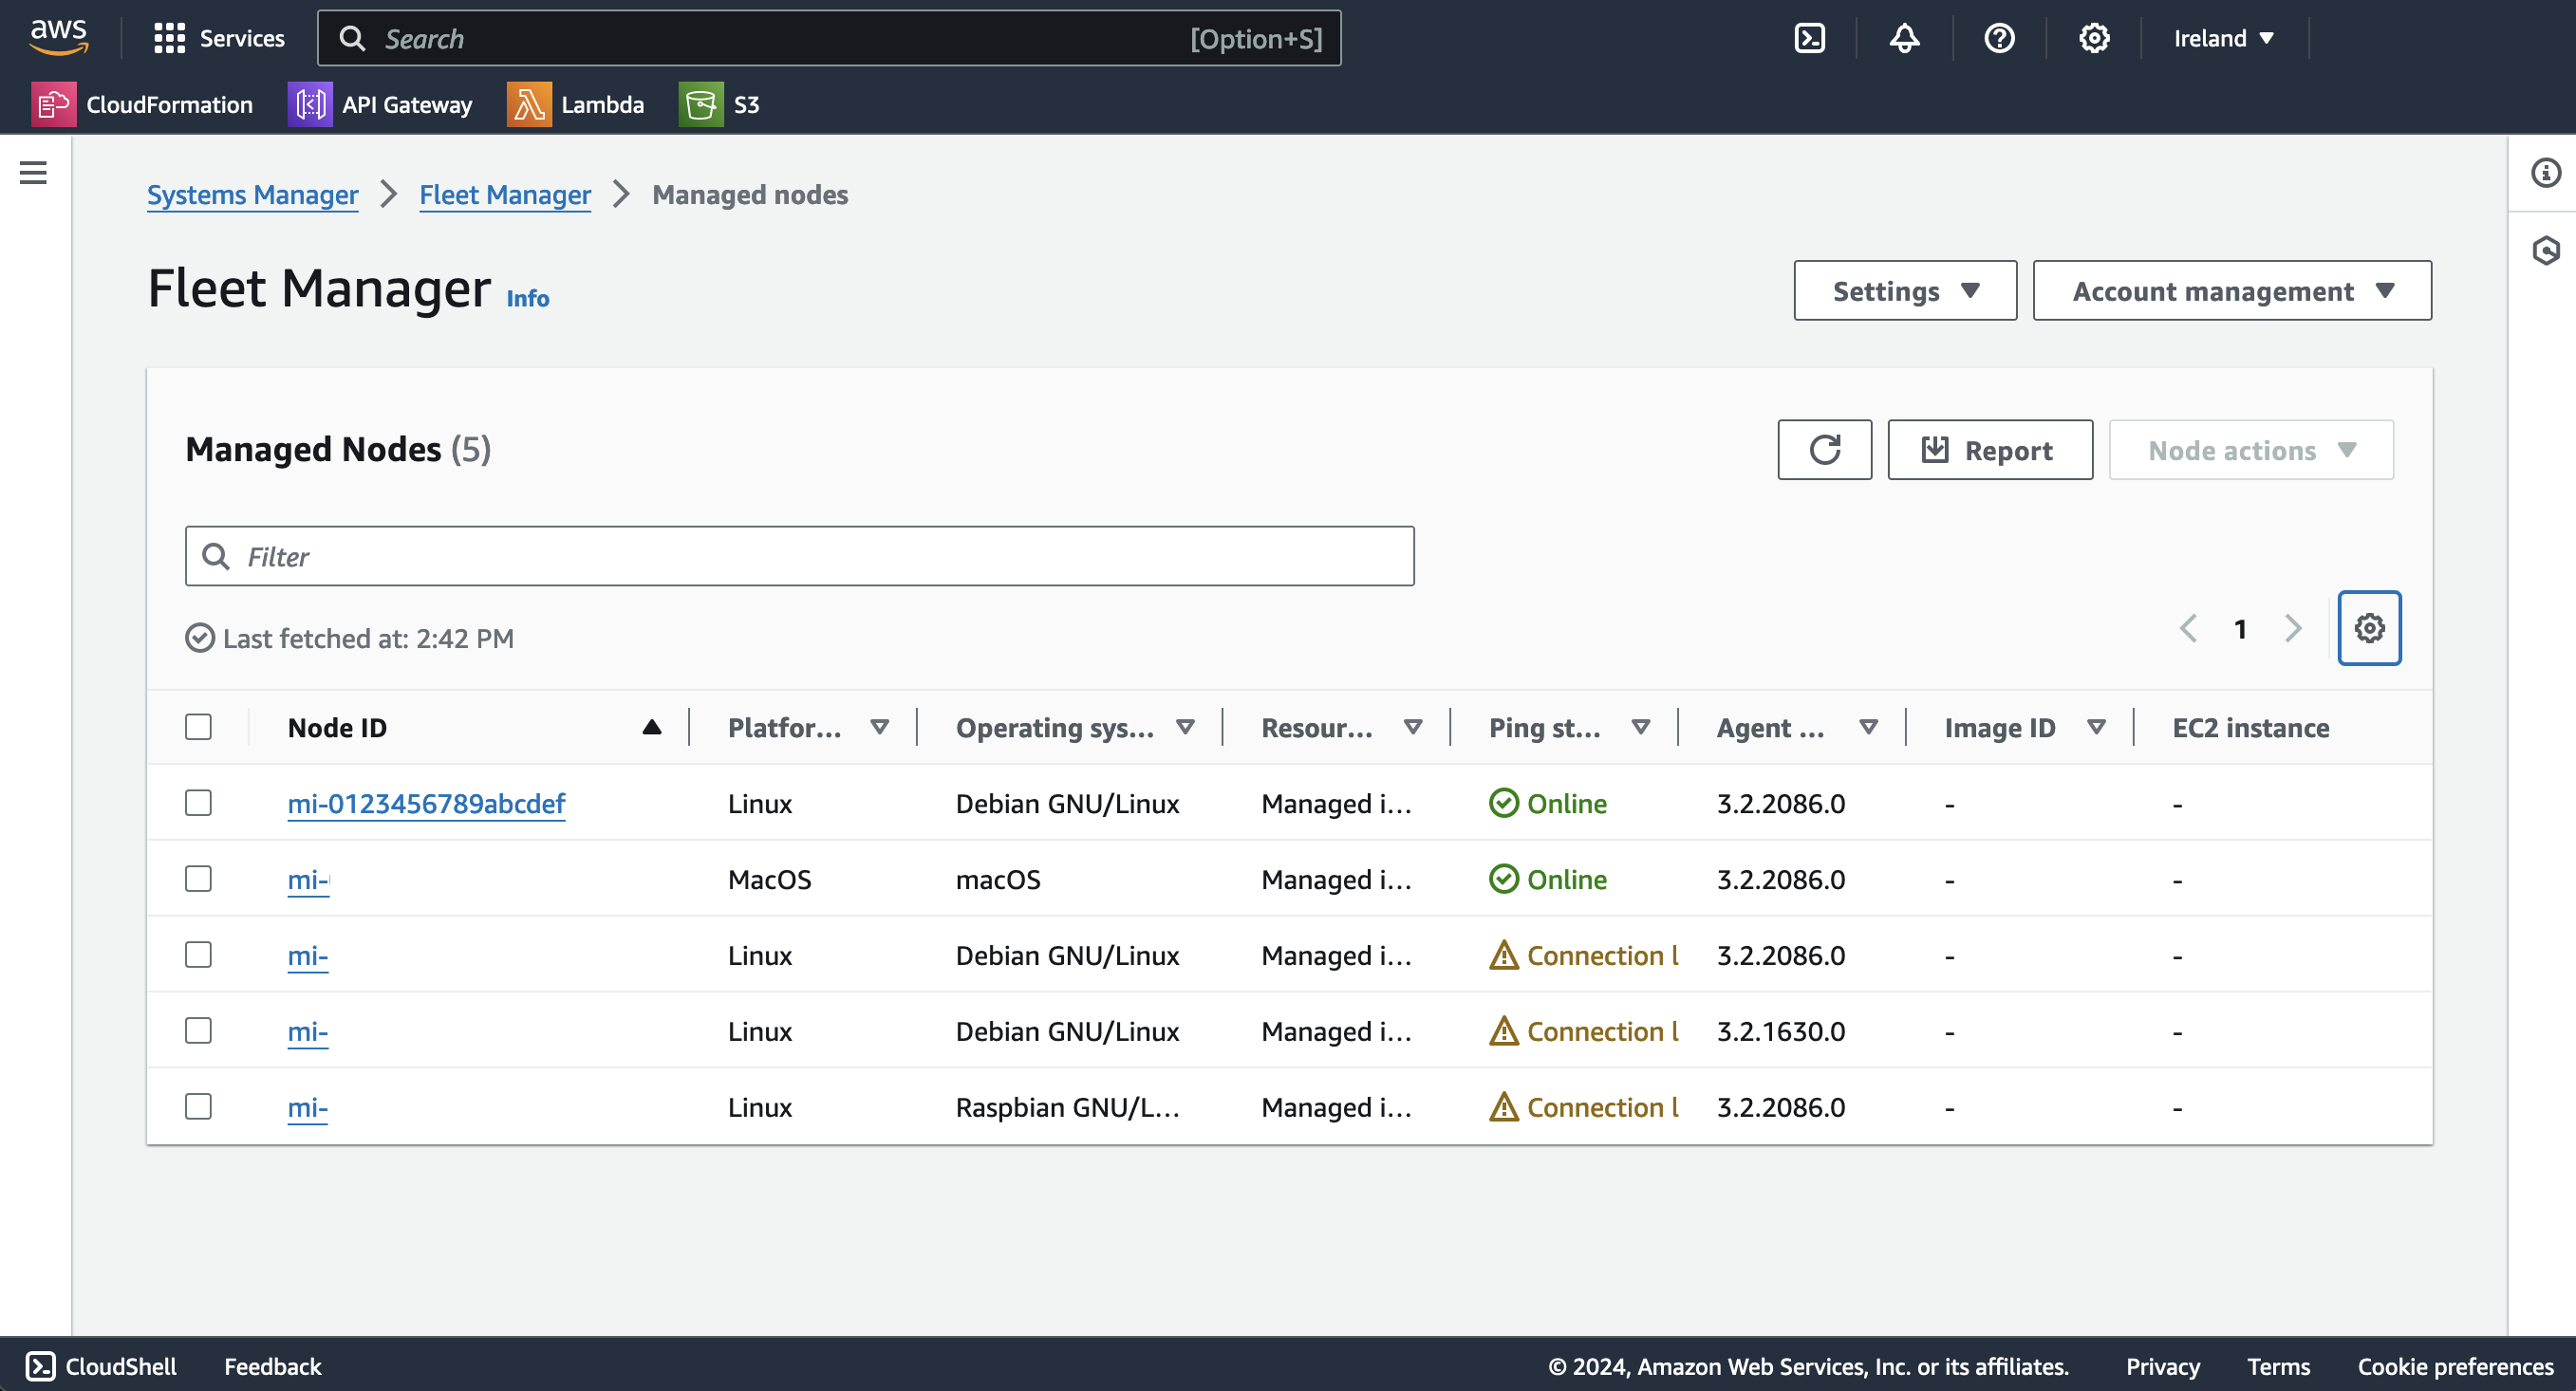 aws Services Search [Option+S] Ireland
CloudFormation API Gateway Lambda S3
Systems Manager Fleet Manager Managed nodes
Fleet Manager Info Settings Account management
Managed Nodes (5) Report Node actions
Filter
Last fetched at: 2:42 PM 1
Node ID Platfor... Operating sys... Resour... Ping st... Agent ... Image ID EC2 instance
mi-0123456789abcdef Linux Debian GNU/Linux Managed i... Online 3.2.2086.0 - -
mi- MacOS macOS Managed i... Online 3.2.2086.0 - -
mi- Linux Debian GNU/Linux Managed i... Connection l 3.2.2086.0 - -
mi- Linux Debian GNU/Linux Managed i... Connection l 3.2.1630.0 - -
mi- Linux Raspbian GNU/L... Managed i... Connection l 3.2.2086.0 - -
CloudShell Feedback © 2024, Amazon Web Services, Inc. or its affiliates. Privacy Terms Cookie preferences